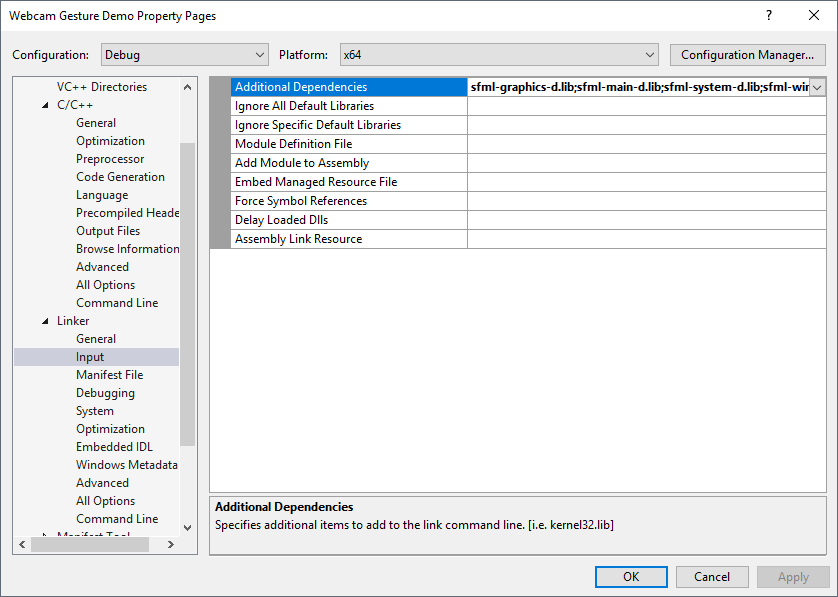 Webcam Gesture Demo Property Pages
?
Configuration: Debug Platform: x64 Configuration Manager...
VC++ Directories
C/C++
General
Optimization
Preprocessor
Code Generation
Language
Precompiled Heade
Output Files
Browse Information
Advanced
All Options
Command Line
Linker
General
Input
Manifest File
Debugging
System
Optimization
Embedded IDL
Windows Metadata
Advanced
All Options
Command Line
Manifest Tool
Additional Dependencies sfml-graphics-d.lib;sfml-main-d.lib;sfml-system-d.lib;sfml-wir
Ignore All Default Libraries
Ignore Specific Default Libraries
Module Definition File
Add Module to Assembly
Embed Managed Resource File
Force Symbol References
Delay Loaded Dlls
Assembly Link Resource
Additional Dependencies
Specifies additional items to add to the link command line. [i.e. kernel32.lib]
OK Cancel Apply